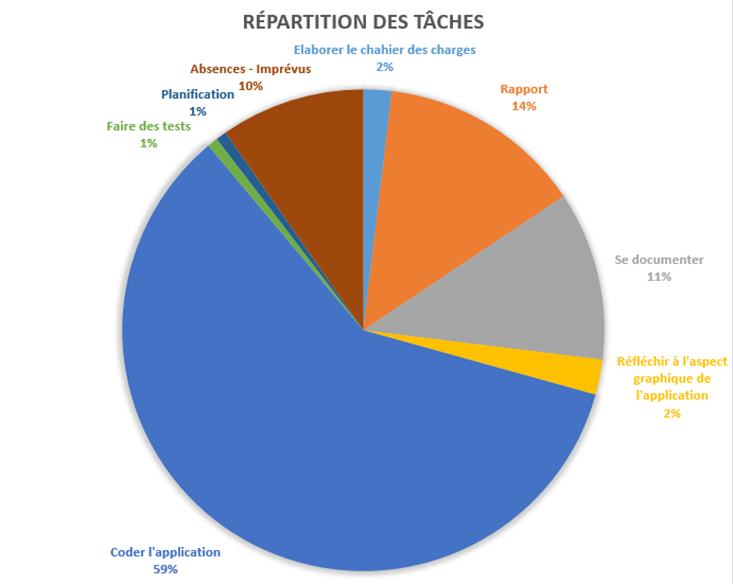 RÉPARTITION DES TÂCHES
Elaborer le chahier des charges
2%
Absences - Imprévus
10%
Planification
1%
Faire des tests
1%
Rapport
14%
Se documenter
11%
Réfléchir à l'aspect
graphique de
l'application
2%
Coder l'application
59%